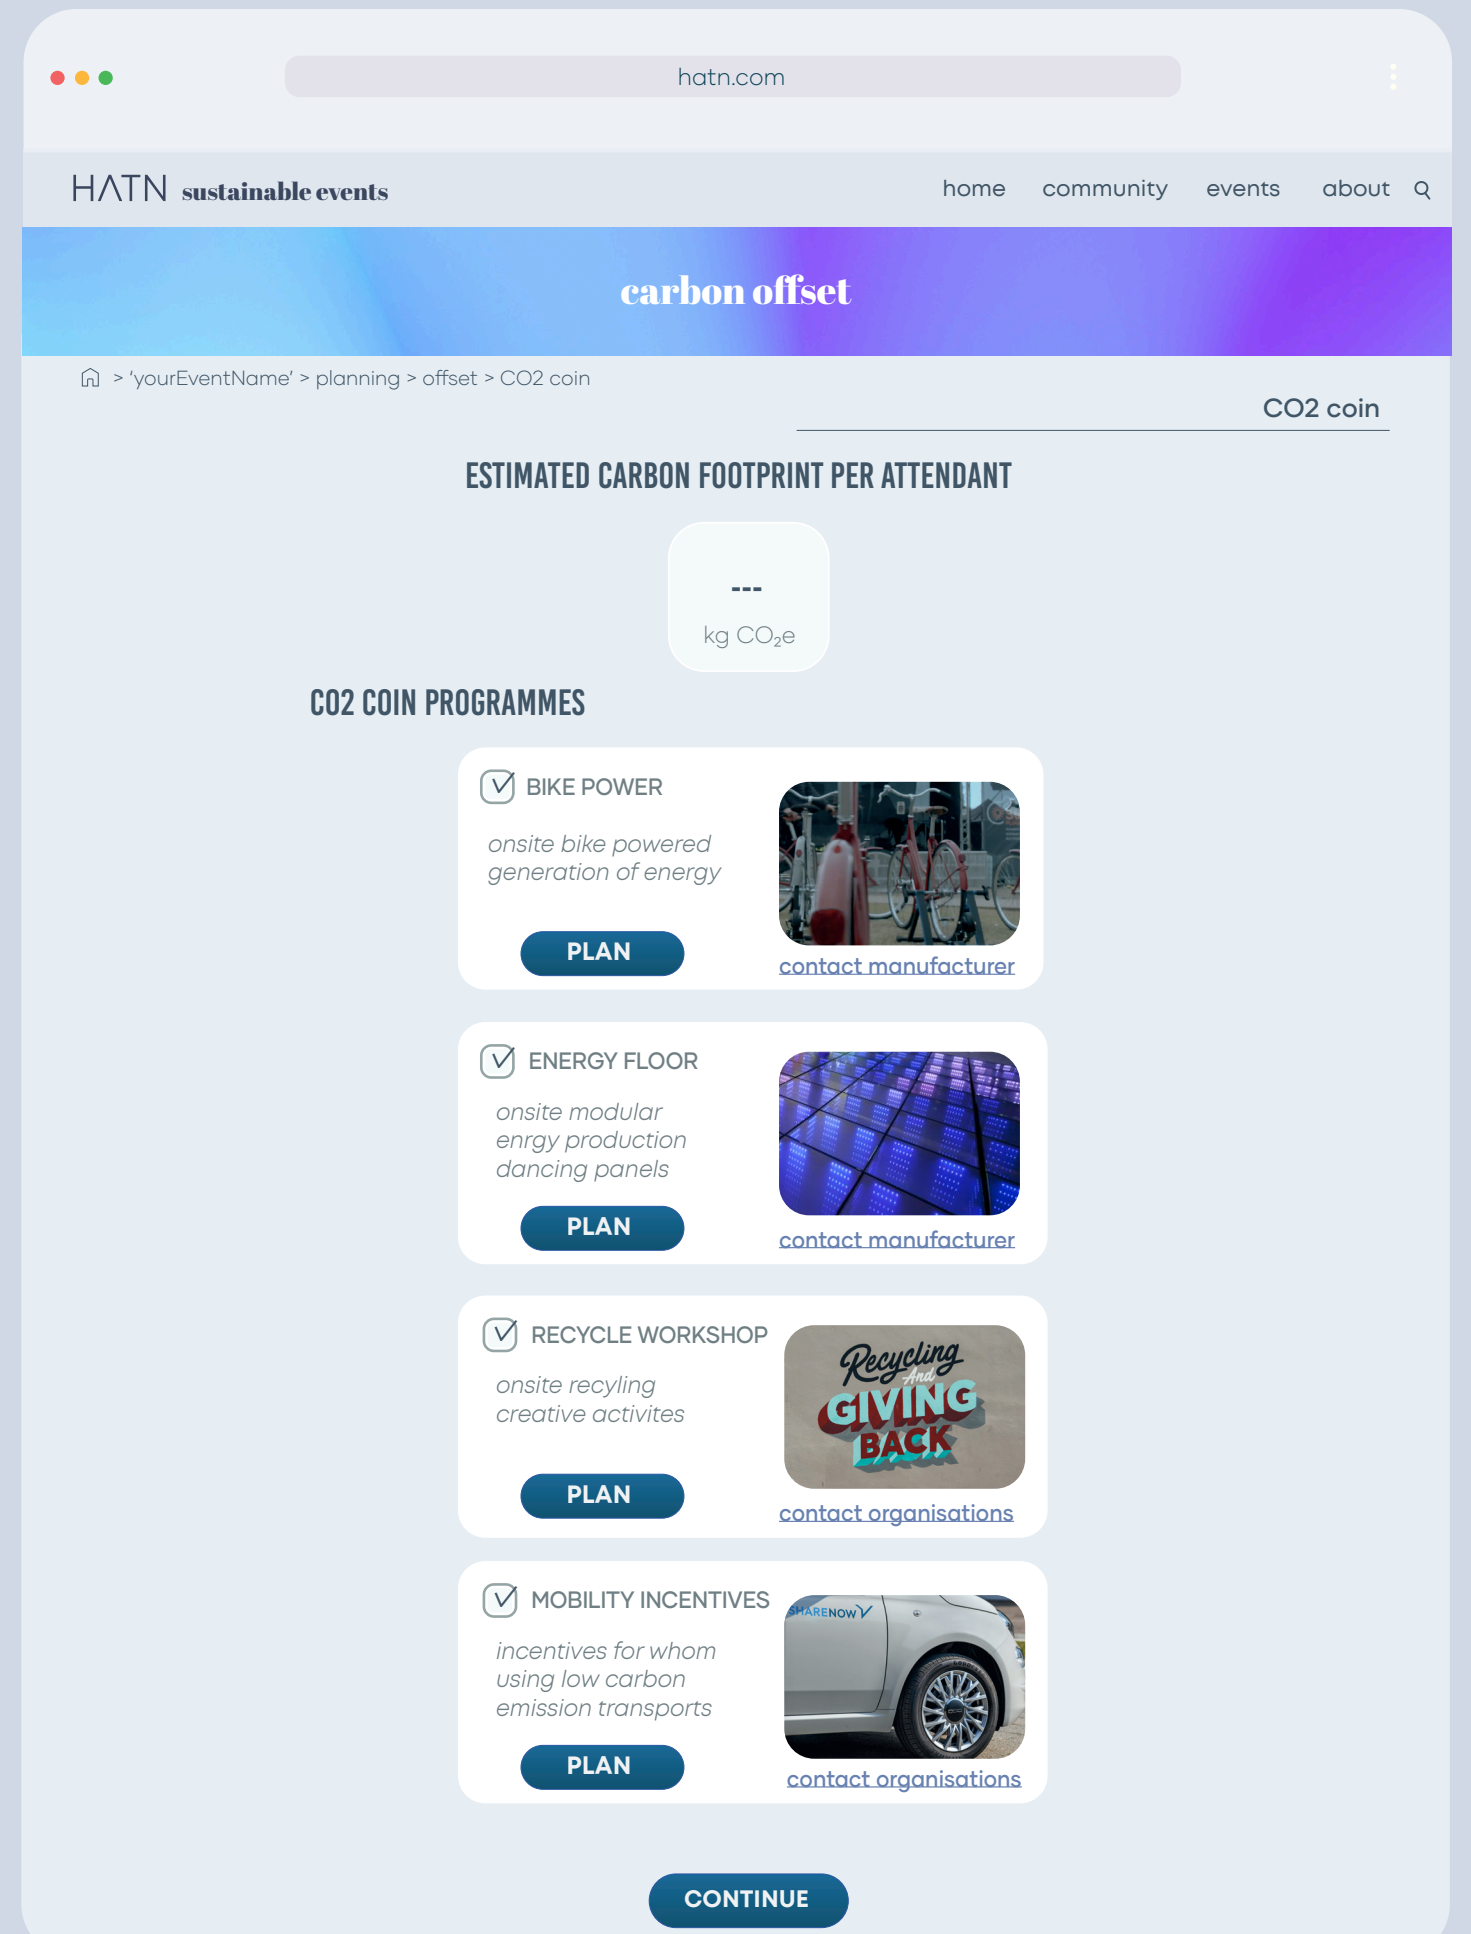 hatn.com
HATN sustainable events
home community events about
carbon offset
> ‘yourEventName’ > planning > offset > CO2 coin
CO2 coin
ESTIMATED CARBON FOOTPRINT PER ATTENDANT
---
kg CO₂e
CO2 COIN PROGRAMMES
BIKE POWER
onsite bike powered
generation of energy
PLAN
contact manufacturer
ENERGY FLOOR
onsite modular
enrgy production
dancing panels
PLAN
contact manufacturer
RECYCLE WORKSHOP
onsite recyling
creative activites
PLAN
Recycling
And
GIVING
BACK
contact organisations
MOBILITY INCENTIVES
incentives for whom
using low carbon
emission transports
PLAN
SHARENOW
contact organisations
CONTINUE